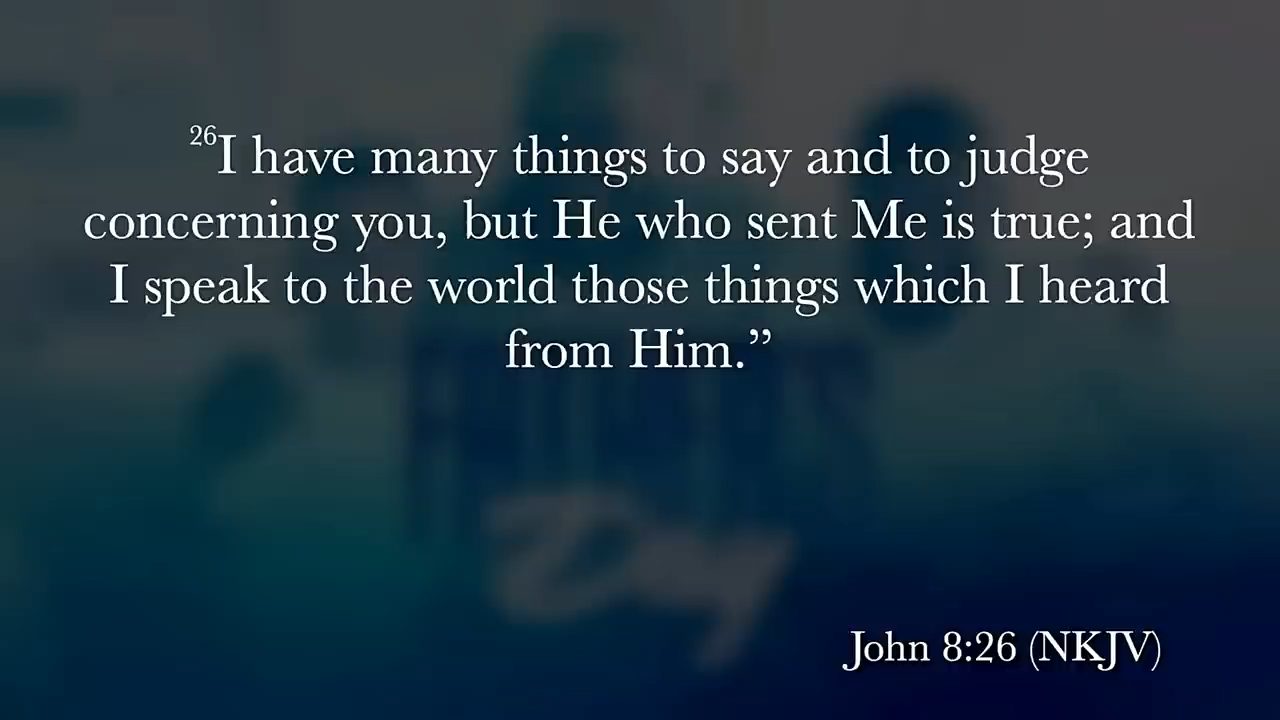 26I have many things to say and to judge
concerning you, but He who sent Me is true; and
I speak to the world those things which I heard
from Him.”
Day
John 8:26 (NKJV)